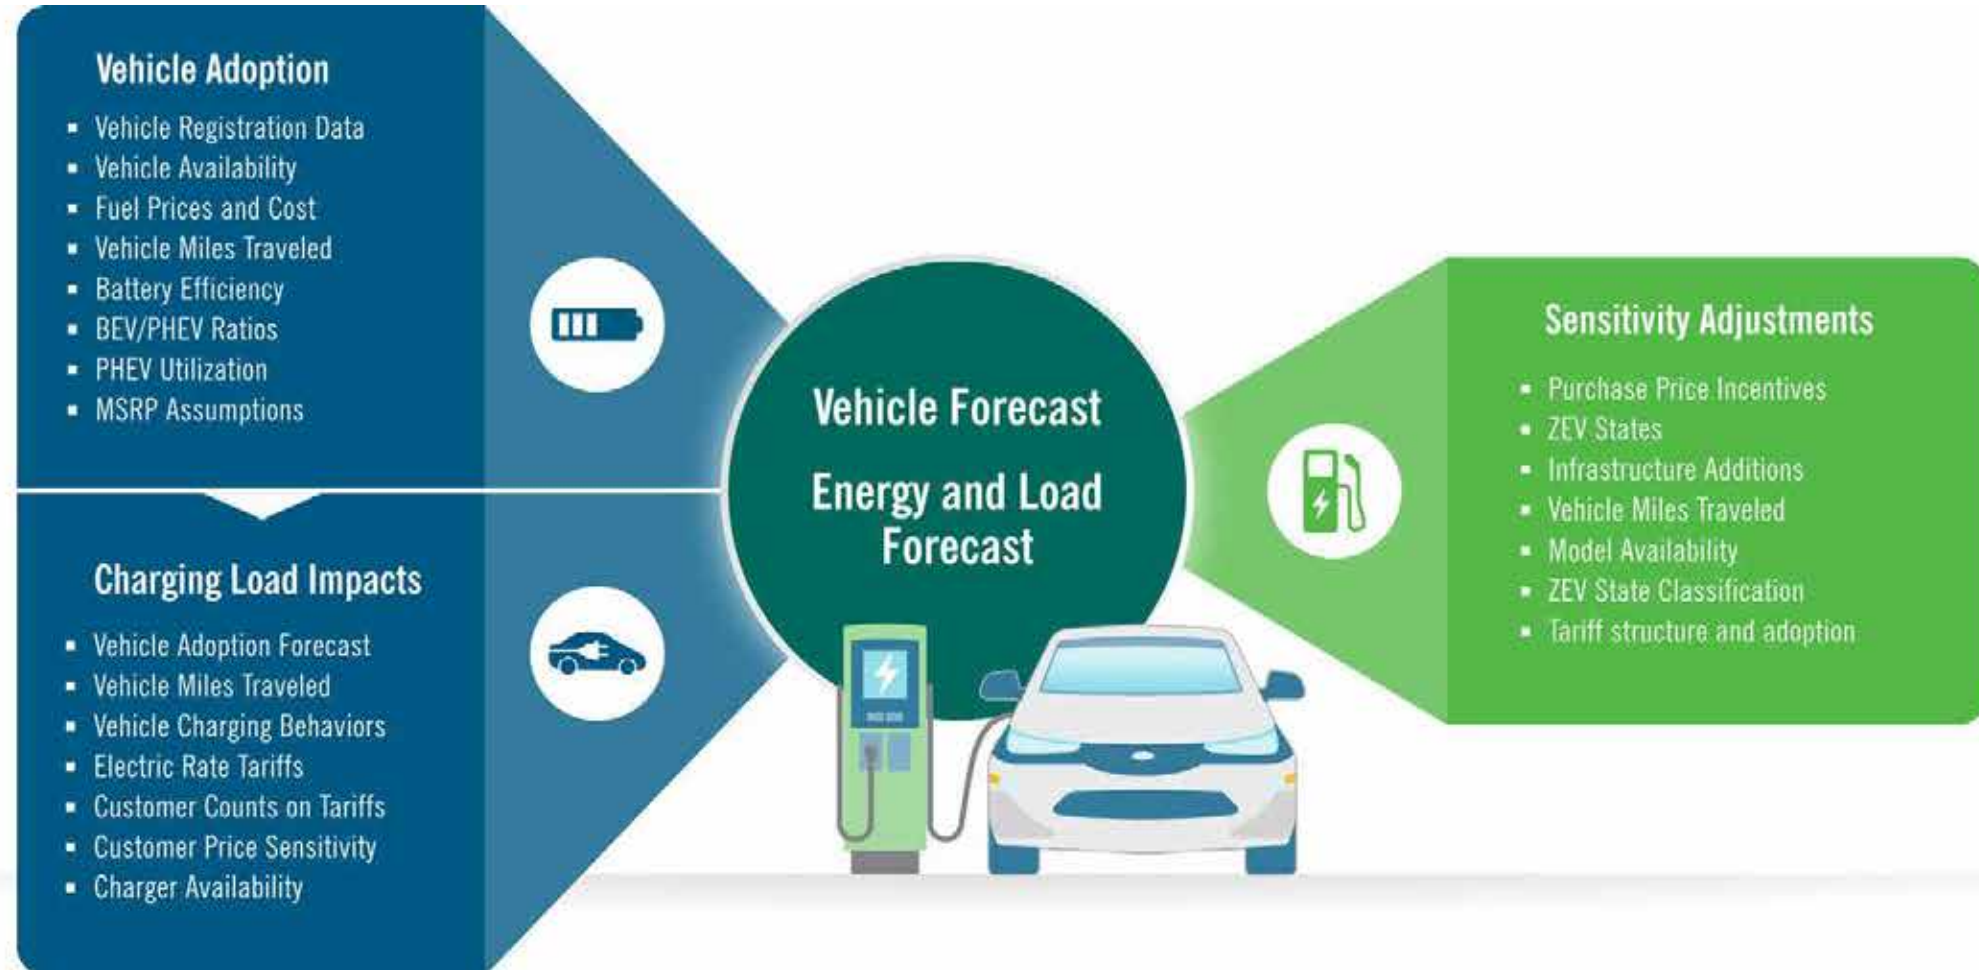 Vehicle Adoption
▪ Vehicle Registration Data
▪ Vehicle Availability
▪ Fuel Prices and Cost
▪ Vehicle Miles Traveled
▪ Battery Efficiency
▪ BEV/PHEV Ratios
▪ PHEV Utilization
▪ MSRP Assumptions
Charging Load Impacts
▪ Vehicle Adoption Forecast
▪ Vehicle Miles Traveled
▪ Vehicle Charging Behaviors
▪ Electric Rate Tariffs
▪ Customer Counts on Tariffs
▪ Customer Price Sensitivity
▪ Charger Availability
Vehicle Forecast
Energy and Load
Forecast
Sensitivity Adjustments
▪ Purchase Price Incentives
▪ ZEV States
▪ Infrastructure Additions
▪ Vehicle Miles Traveled
▪ Model Availability
▪ ZEV State Classification
▪ Tariff structure and adoption